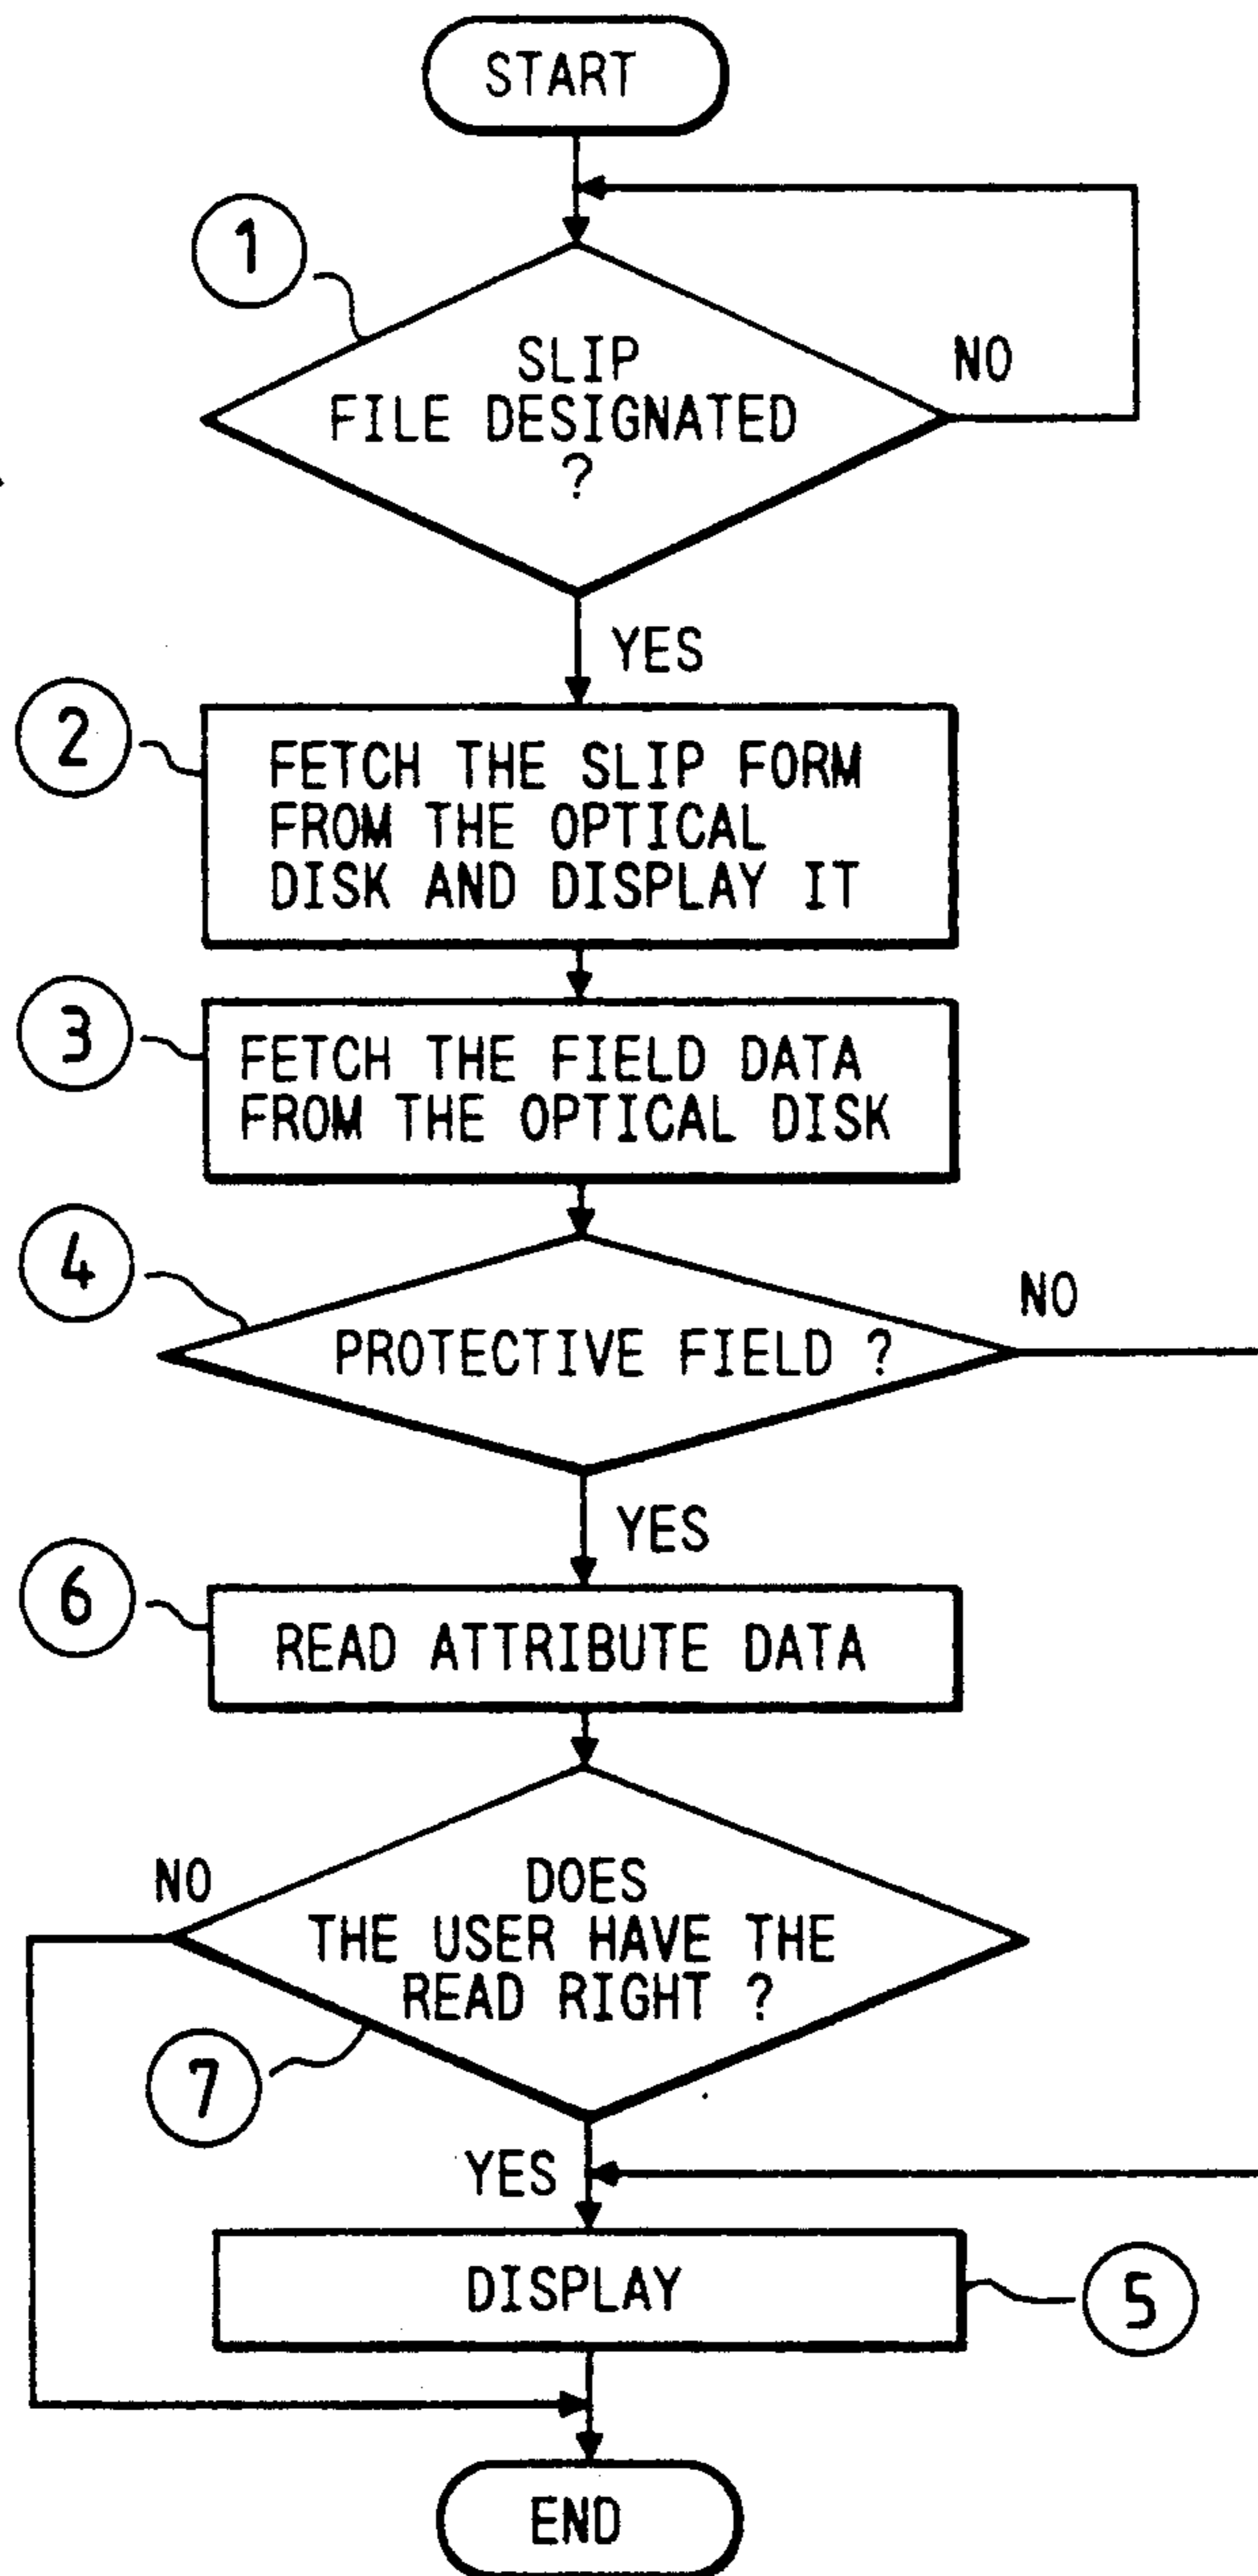 START
1
SLIP
FILE DESIGNATED
?
NO
YES
2
FETCH THE SLIP FORM
FROM THE OPTICAL
DISK AND DISPLAY IT
3
FETCH THE FIELD DATA
FROM THE OPTICAL DISK
4
PROTECTIVE FIELD ?
NO
YES
6
READ ATTRIBUTE DATA
NO
DOES
THE USER HAVE THE
READ RIGHT ?
7
YES
DISPLAY
5
END